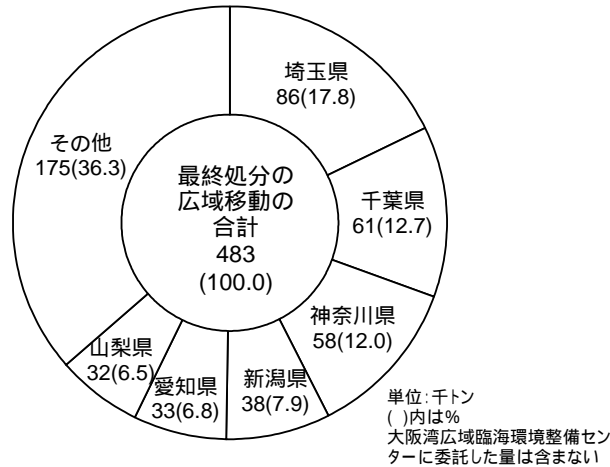 埼玉県
86(17.8)
千葉県
61(12.7)
神奈川県
58(12.0)
新潟県
38(7.9)
愛知県
33(6.8)
山梨県
32(6.5)
その他
175(36.3)
最終処分の
広域移動の
合計
483
(100.0)
単位:千トン
( )内は%
大阪湾広域臨海環境整備セン
ターに委託した量は含まない